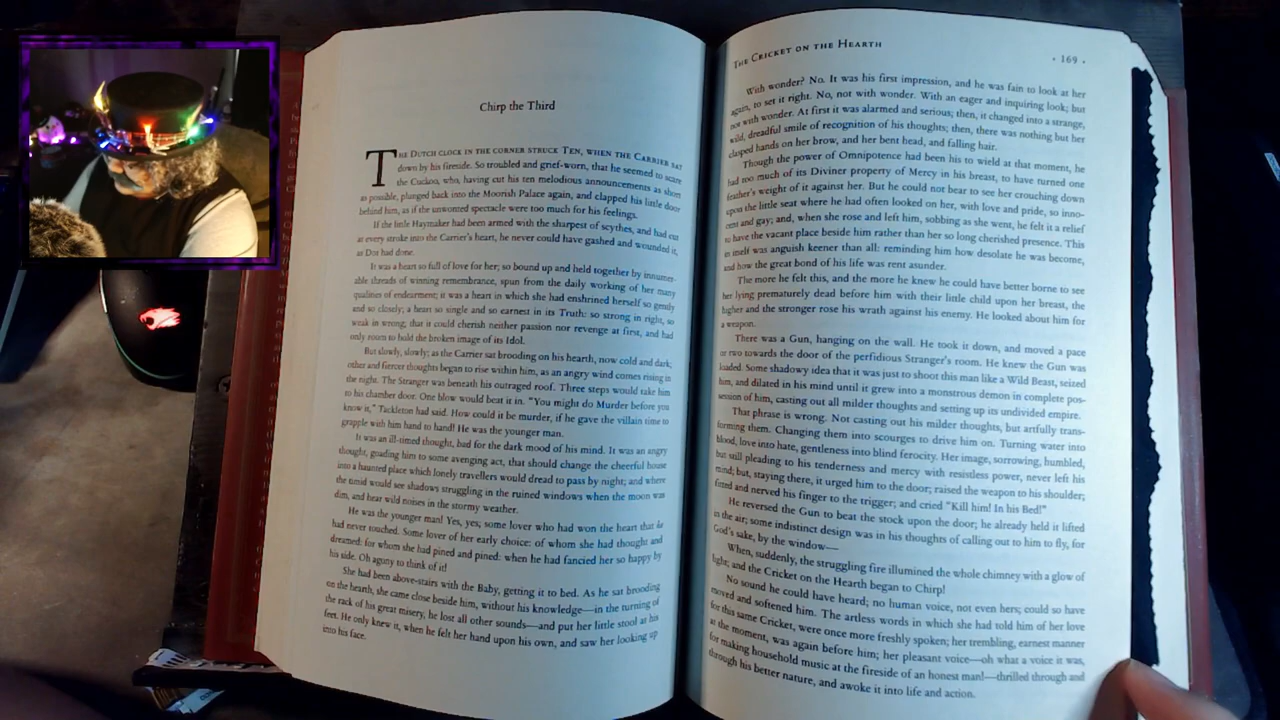 Chirp the Third
THE DUTCH CLOCK IN THE CORNER STRUCK TEN, WHEN THE CARRIER SAT
down by his fireside. So troubled and grief-worn, that he seemed to scare
the Cuckoo, who, having cut his ten melodious announcements as short
as possible, plunged back into the Moorish Palace again, and clapped his little door
behind him, as if the unwonted spectacle were too much for his feelings.
If the little Haymaker had been armed with the sharpest of scythes, and had cut
at every stroke into the Carrier's heart, he never could have gashed and wounded it,
as Dot had done.
It was a heart so full of love for her; so bound up and held together by innumer-
able threads of winning remembrance, spun from the daily working of her many
qualities of endearment; it was a heart in which she had enshrined herself so gently
and so closely; a heart so single and so earnest in its Truth: so strong in right, so
weak in wrong; that it could cherish neither passion nor revenge at first, and had
only room to hold the broken image of its Idol.
But slowly, slowly; as the Carrier sat brooding on his hearth, now cold and dark;
other and fiercer thoughts began to rise within him, as an angry wind comes rising in
the night. The Stranger was beneath his outraged roof. Three steps would take him
to his chamber door. One blow would beat it in. "You might do Murder before you
know it," Tackleton had said. How could it be murder, if he gave the villain time to
grapple with him hand to hand! He was the younger man.
It was an ill-timed thought, bad for the dark mood of his mind. It was an angry
thought, goading him to some avenging act, that should change the cheerful house
into a haunted place which lonely travellers would dread to pass by night; and where
the timid would see shadows struggling in the ruined windows when the moon was
dim, and hear wild noises in the stormy weather.
He was the younger man! Yes, yes; some lover who had won the heart that he
had never touched. Some lover of her early choice: of whom she had thought and
dreamed: for whom she had pined and pined: when he had fancied her so happy by
his side. Oh agony to think of it!
She had been above-stairs with the Baby, getting it to bed. As he sat brooding
on the hearth, she came close beside him, without his knowledge—in the turning of
the rack of his great misery, he lost all other sounds—and put her little stool at his
feet. He only knew it, when he felt her hand upon his own, and saw her looking up
into his face.
THE CRICKET ON THE HEARTH
· 169 ·
With wonder? No. It was his first impression, and he was fain to look at her
again, to set it right. No, not with wonder. With an eager and inquiring look; but
not with wonder. At first it was alarmed and serious; then, it changed into a strange,
wild, dreadful smile of recognition of his thoughts; then, there was nothing but her
clasped hands on her brow, and her bent head, and falling hair.
Though the power of Omnipotence had been his to wield at that moment, he
had too much of its Diviner property of Mercy in his breast, to have turned one
feather's weight of it against her. But he could not bear to see her crouching down
upon the little seat where he had often looked on her, with love and pride, so inno-
cent and gay; and, when she rose and left him, sobbing as she went, he felt it a relief
to have the vacant place beside him rather than her so long cherished presence. This
in itself was anguish keener than all: reminding him how desolate he was become,
and how the great bond of his life was rent asunder.
The more he felt this, and the more he knew he could have better borne to see
her lying prematurely dead before him with their little child upon her breast, the
higher and the stronger rose his wrath against his enemy. He looked about him for
a weapon.
There was a Gun, hanging on the wall. He took it down, and moved a pace
or two towards the door of the perfidious Stranger's room. He knew the Gun was
loaded. Some shadowy idea that it was just to shoot this man like a Wild Beast, seized
him, and dilated in his mind until it grew into a monstrous demon in complete pos-
session of him, casting out all milder thoughts and setting up its undivided empire.
That phrase is wrong. Not casting out his milder thoughts, but artfully trans-
forming them. Changing them into scourges to drive him on. Turning water into
blood, love into hate, gentleness into blind ferocity. Her image, sorrowing, humbled,
but still pleading to his tenderness and mercy with resistless power, never left his
mind; but, staying there, it urged him to the door; raised the weapon to his shoulder;
fitted and nerved his finger to the trigger; and cried "Kill him! In his Bed!"
He reversed the Gun to beat the stock upon the door; he already held it lifted
in the air; some indistinct design was in his thoughts of calling out to him to fly, for
God's sake, by the window—
When, suddenly, the struggling fire illumined the whole chimney with a glow of
light; and the Cricket on the Hearth began to Chirp!
No sound he could have heard; no human voice, not even hers; could so have
moved and softened him. The artless words in which she had told him of her love
for this same Cricket, were once more freshly spoken; her trembling, earnest manner
at the moment, was again before him; her pleasant voice—oh what a voice it was,
for making household music at the fireside of an honest man!—thrilled through and
through his better nature, and awoke it into life and action.